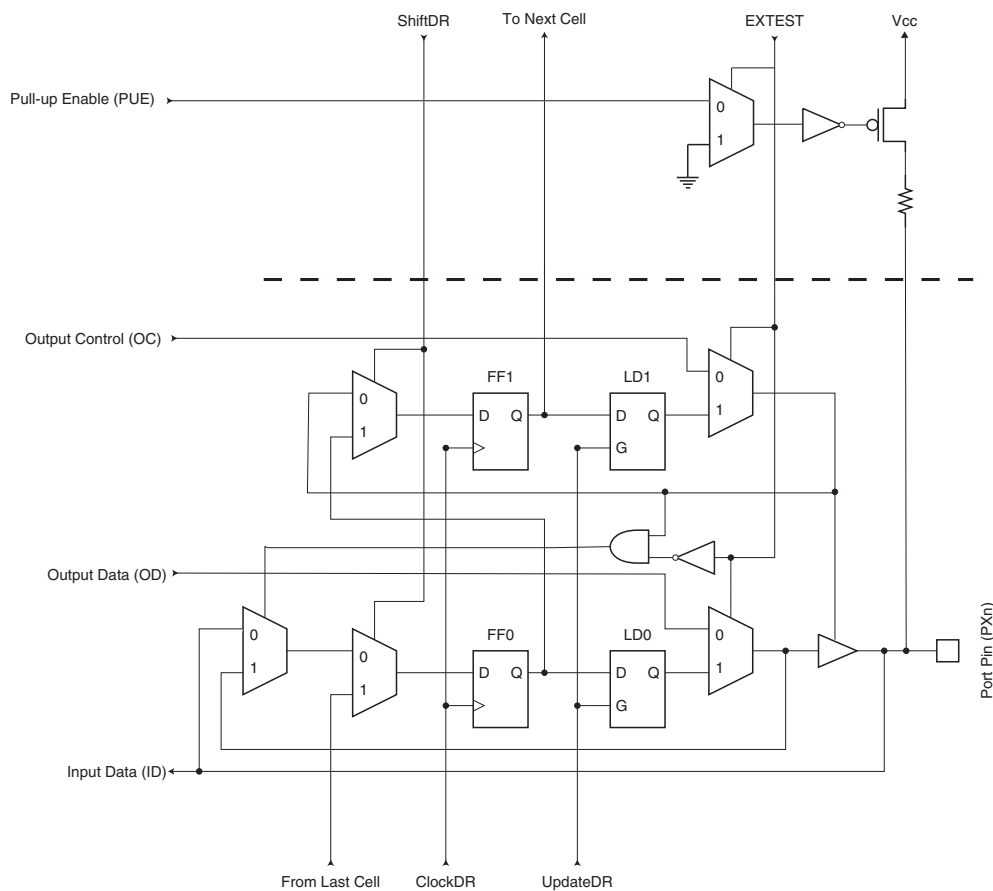 ShiftDR
To Next Cell
EXTEST
Vcc
Pull-up Enable (PUE)
0
1
Output Control (OC)
FF1
LD1
0
1
0
1
D Q
D Q
G
Output Data (OD)
FF0
LD0
0
1
0
1
0
1
D Q
D Q
G
Port Pin (PXn)
Input Data (ID)
From Last Cell
ClockDR
UpdateDR